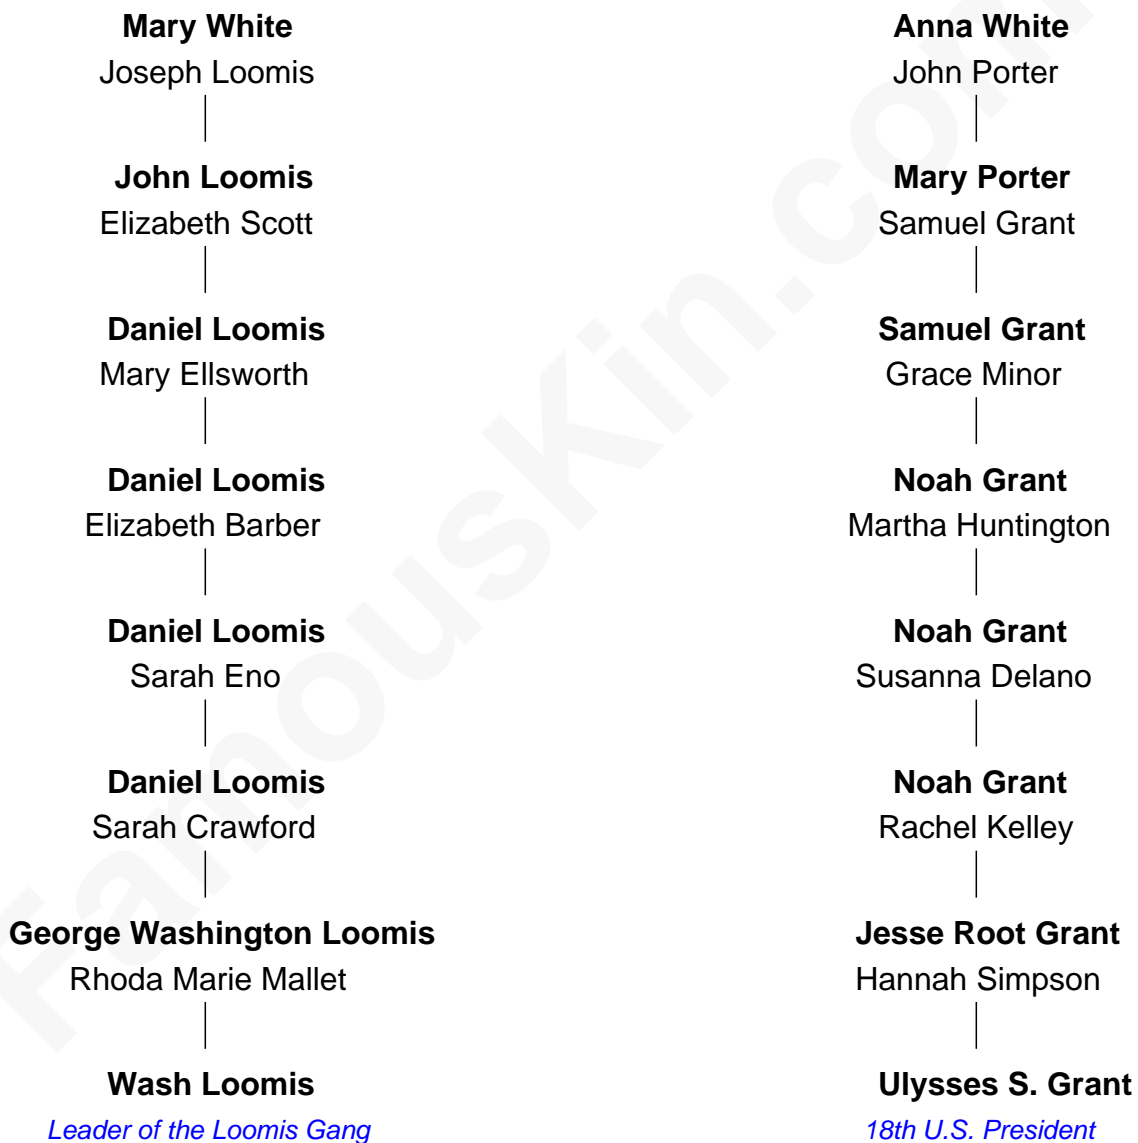 Mary White
Joseph Loomis
John Loomis
Elizabeth Scott
Daniel Loomis
Mary Ellsworth
Daniel Loomis
Elizabeth Barber
Daniel Loomis
Sarah Eno
Daniel Loomis
Sarah Crawford
George Washington Loomis
Rhoda Marie Mallet
Wash Loomis
Leader of the Loomis Gang
Anna White
John Porter
Mary Porter
Samuel Grant
Samuel Grant
Grace Minor
Noah Grant
Martha Huntington
Noah Grant
Susanna Delano
Noah Grant
Rachel Kelley
Jesse Root Grant
Hannah Simpson
Ulysses S. Grant
18th U.S. President
FamousKin.com